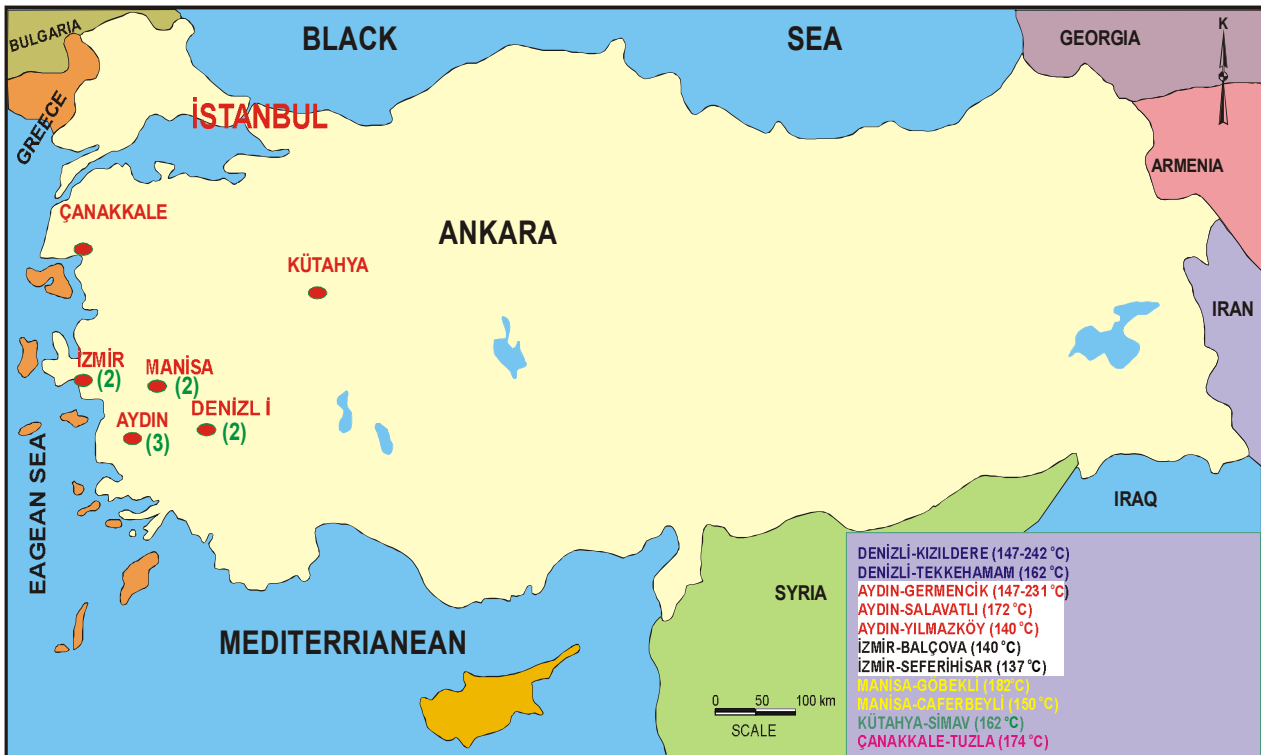 BULGARIA
BLACK
SEA
GEORGIA
K
GREECE
İSTANBUL
ARMENIA
ÇANAKKALE
ANKARA
KÜTAHYA
IRAN
İZMİR
(2)
MANİSA
(2)
AYDIN
(3)
DENİZL İ
(2)
EAGEAN SEA
IRAQ
SYRIA
MEDITERRIANEAN
0 50 100 km
SCALE
DENİZLİ-KIZILDERE (147-242 °C)
DENİZLİ-TEKKEHAMAM (162 °C)
AYDIN-GERMENCİK (147-231 °C)
AYDIN-SALAVATLI (172 °C)
AYDIN-YILMAZKÖY (140 °C)
İZMİR-BALÇOVA (140 °C)
İZMİR-SEFERIHİSAR (137 °C)
MANİSA-GÖBEKLİ (182°C)
MANİSA-CAFERBEYLİ (150 °C)
KÜTAHYA-SİMAV (162 °C)
ÇANAKKALE-TUZLA (174 °C)